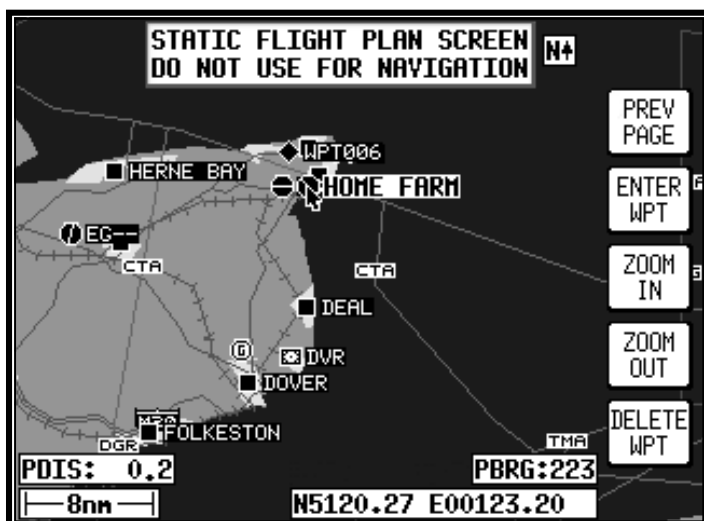 STATIC FLIGHT PLAN SCREEN
DO NOT USE FOR NAVIGATION
N
PREV
PAGE
WPT006
HERNE BAY
HOME FARM
ENTER
WPT
EG--
CTA
CTA
ZOOM
IN
DEAL
G
DVR
ZOOM
OUT
DOVER
FOLKESTON
DGR
TMA
DELETE
WPT
PDIS: 0.2
PBRG:223
8nm
N5120.27 E00123.20